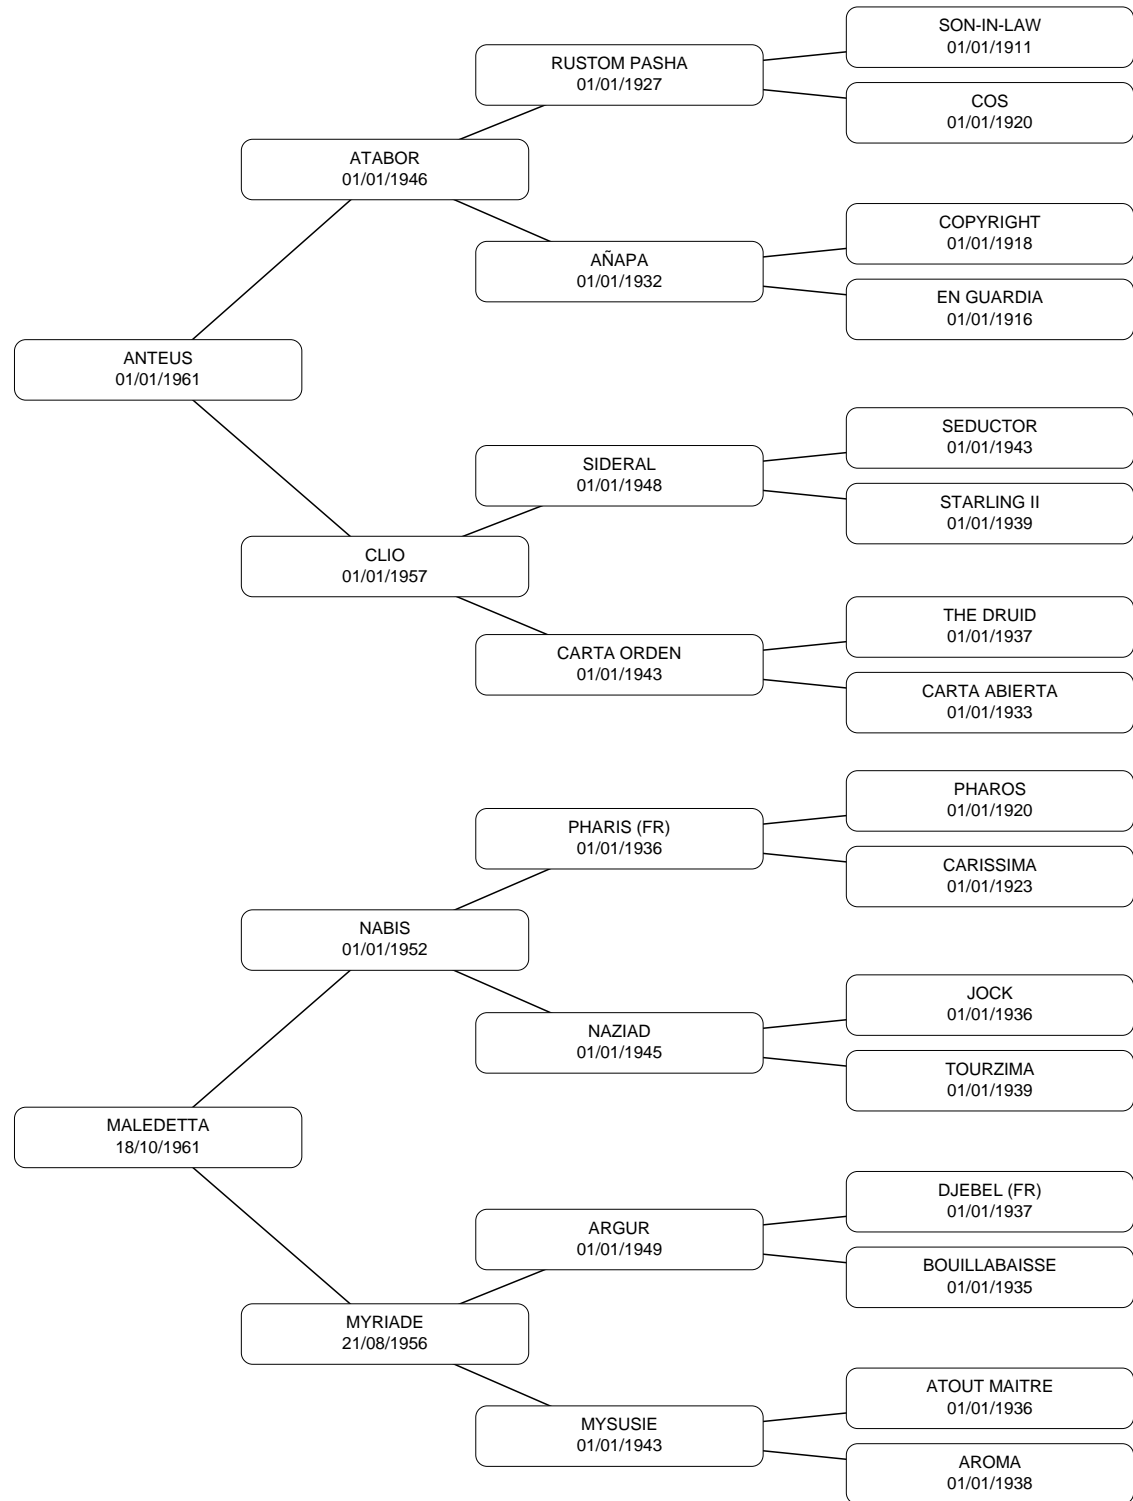 SON-IN-LAW
01/01/1911
RUSTOM PASHA
01/01/1927
COS
01/01/1920
ATABOR
01/01/1946
COPYRIGHT
01/01/1918
AÑAPA
01/01/1932
EN GUARDIA
01/01/1916
ANTEUS
01/01/1961
SEDUCTOR
01/01/1943
SIDERAL
01/01/1948
STARLING II
01/01/1939
CLIO
01/01/1957
THE DRUID
01/01/1937
CARTA ORDEN
01/01/1943
CARTA ABIERTA
01/01/1933
PHAROS
01/01/1920
PHARIS (FR)
01/01/1936
CARISSIMA
01/01/1923
NABIS
01/01/1952
JOCK
01/01/1936
NAZIAD
01/01/1945
TOURZIMA
01/01/1939
MALEDETTA
18/10/1961
DJEBEL (FR)
01/01/1937
ARGUR
01/01/1949
BOUILLABAISSE
01/01/1935
MYRIADE
21/08/1956
ATOUT MAITRE
01/01/1936
MYSUSIE
01/01/1943
AROMA
01/01/1938